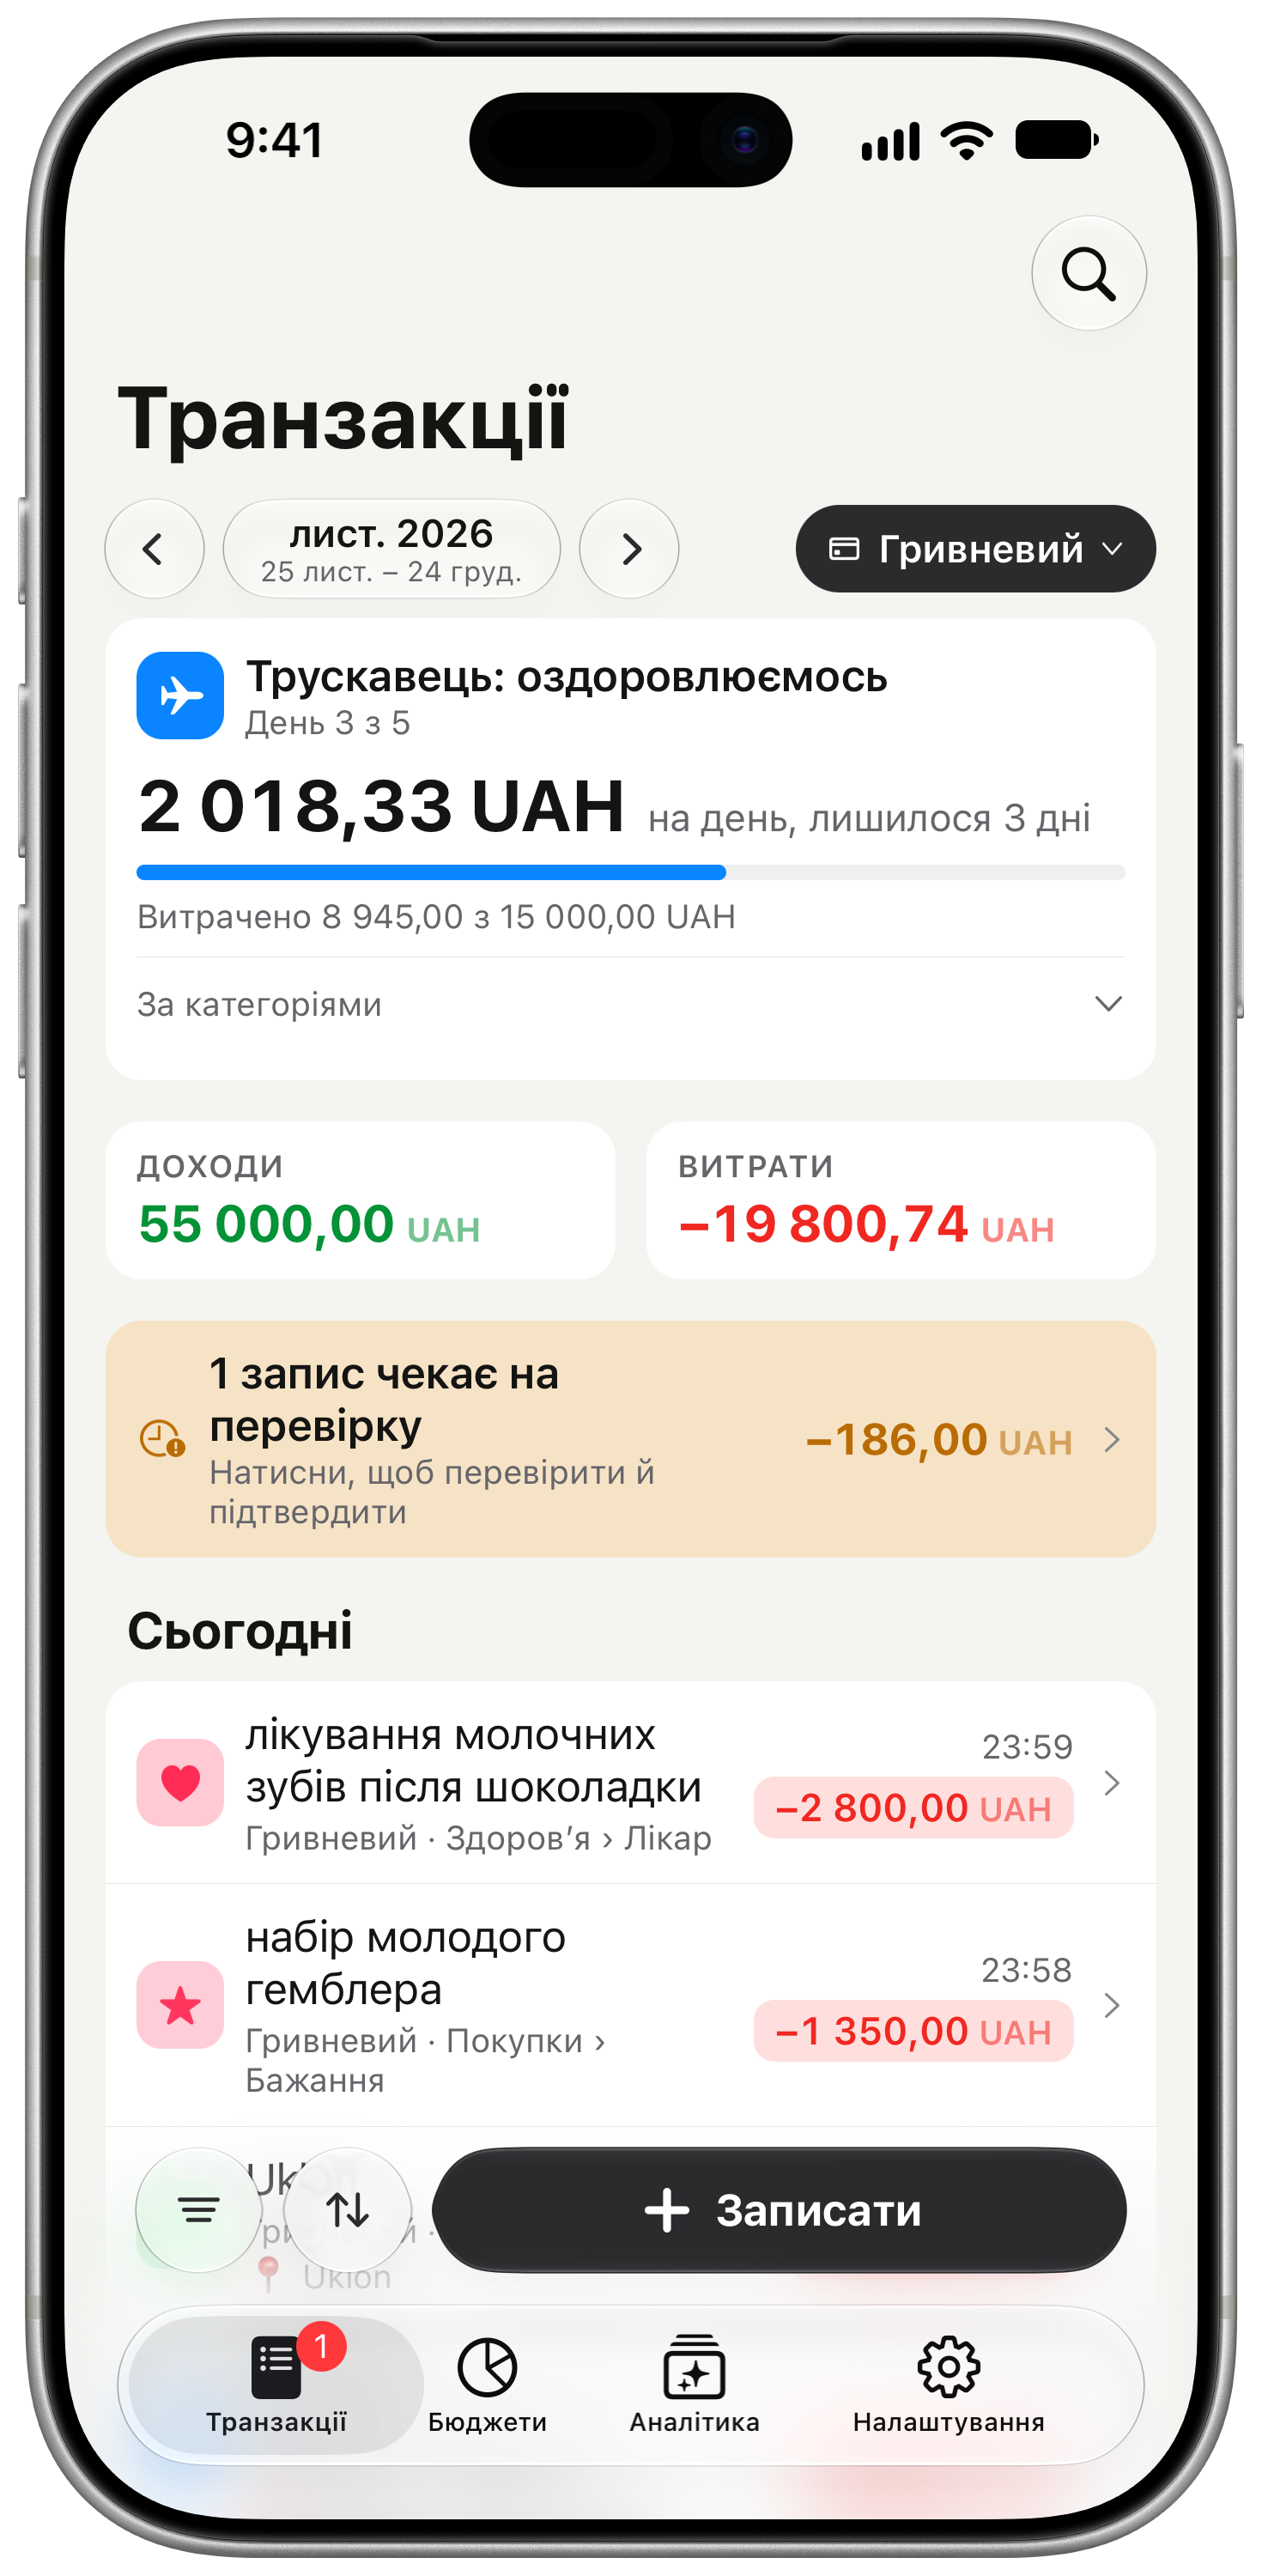 9:41
Транзакції
лист. 2026
25 лист. – 24 груд.
Гривневий
Трускавець: оздоровлюємось
День 3 з 5
2 018,33 UAH на день, лишилося 3 дні
Витрачено 8 945,00 з 15 000,00 UAH
За категоріями
ДОХОДИ
55 000,00 UAH
ВИТРАТИ
–19 800,74 UAH
1 запис чекає на
перевірку
Натисни, щоб перевірити й
підтвердити
–186,00 UAH
Сьогодні
лікування молочних
зубів після шоколадки
Гривневий · Здоров’я › Лікар
23:59
–2 800,00 UAH
набір молодого
гемблера
Гривневий · Покупки ›
Бажання
23:58
–1 350,00 UAH
Uklon
Записати
1
Транзакції
Бюджети
Аналітика
Налаштування